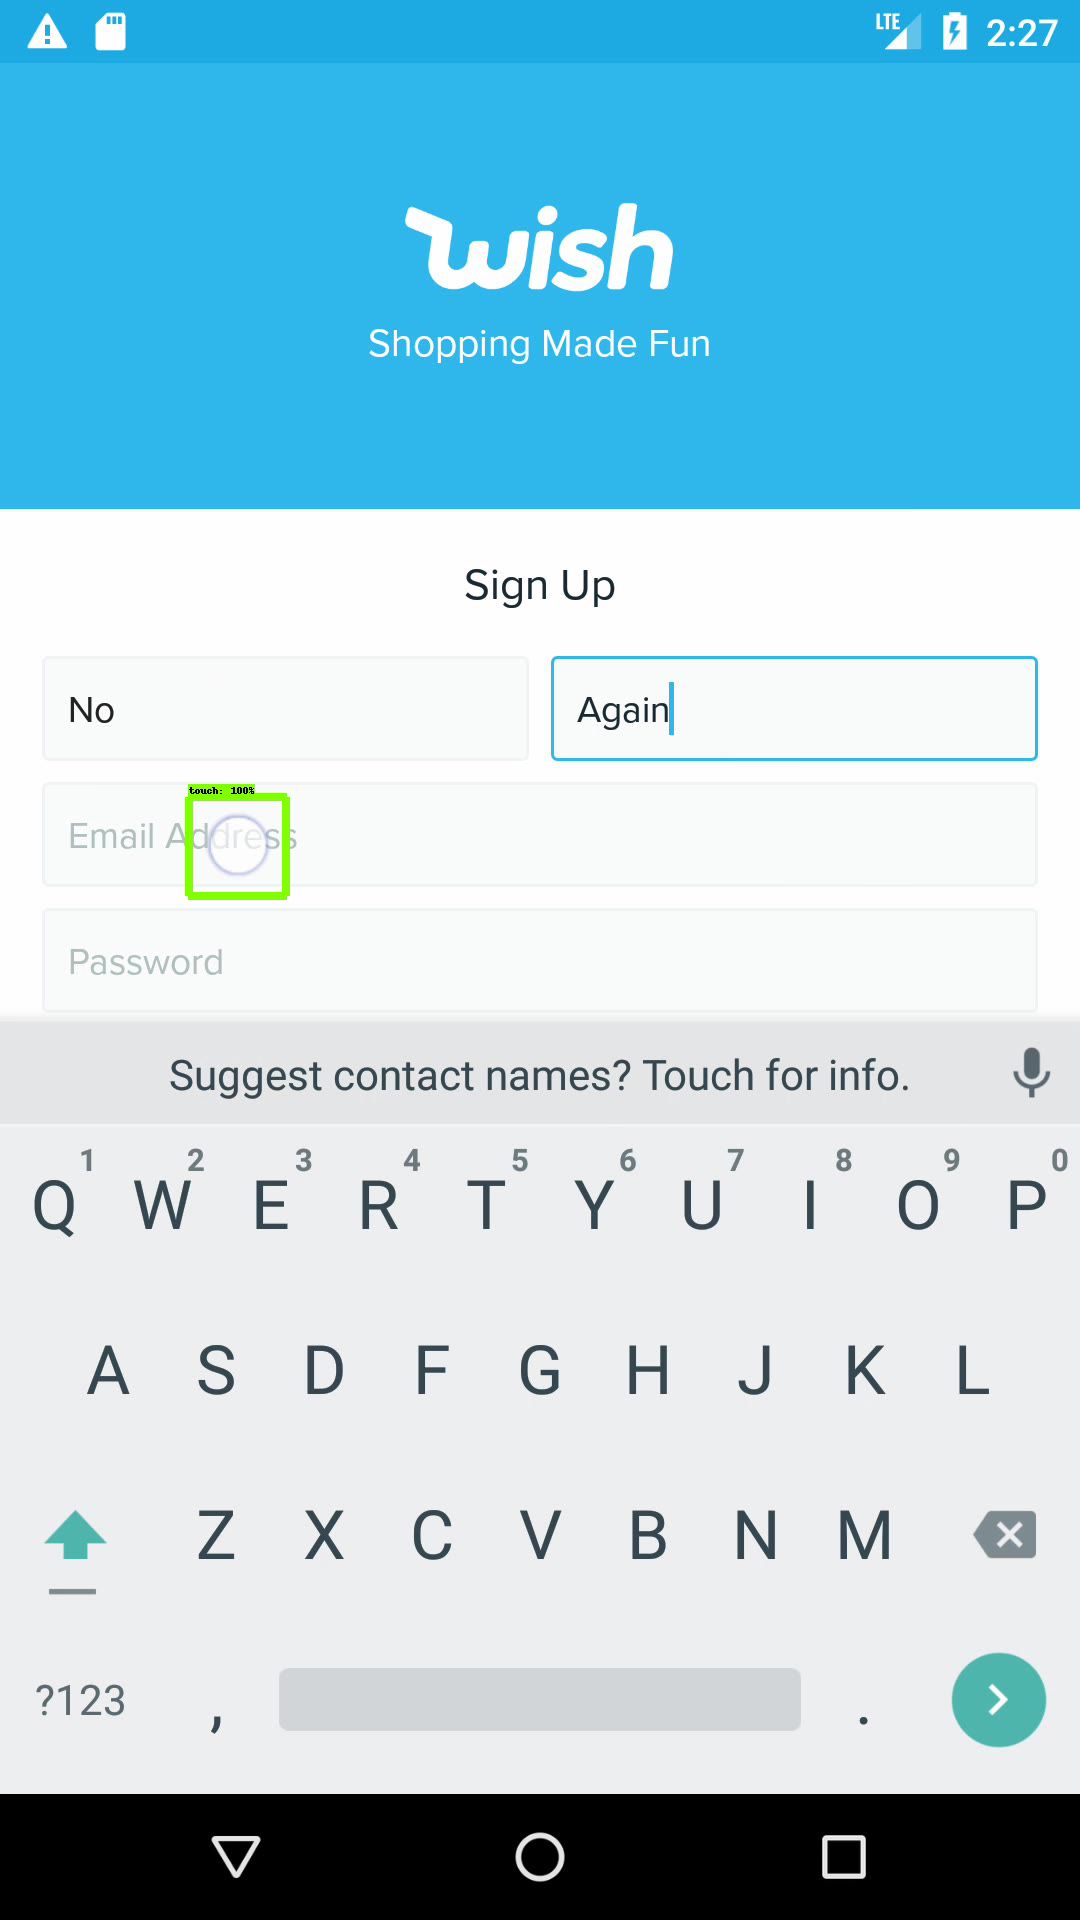 LTE 2:27
wish
Shopping Made Fun
Sign Up
No Again
touch: 100%
Email Address
Password
Suggest contact names? Touch for info.
1 2 3 4 5 6 7 8 9 0
Q W E R T Y U I O P
A S D F G H J K L
Z X C V B N M
?123 , .